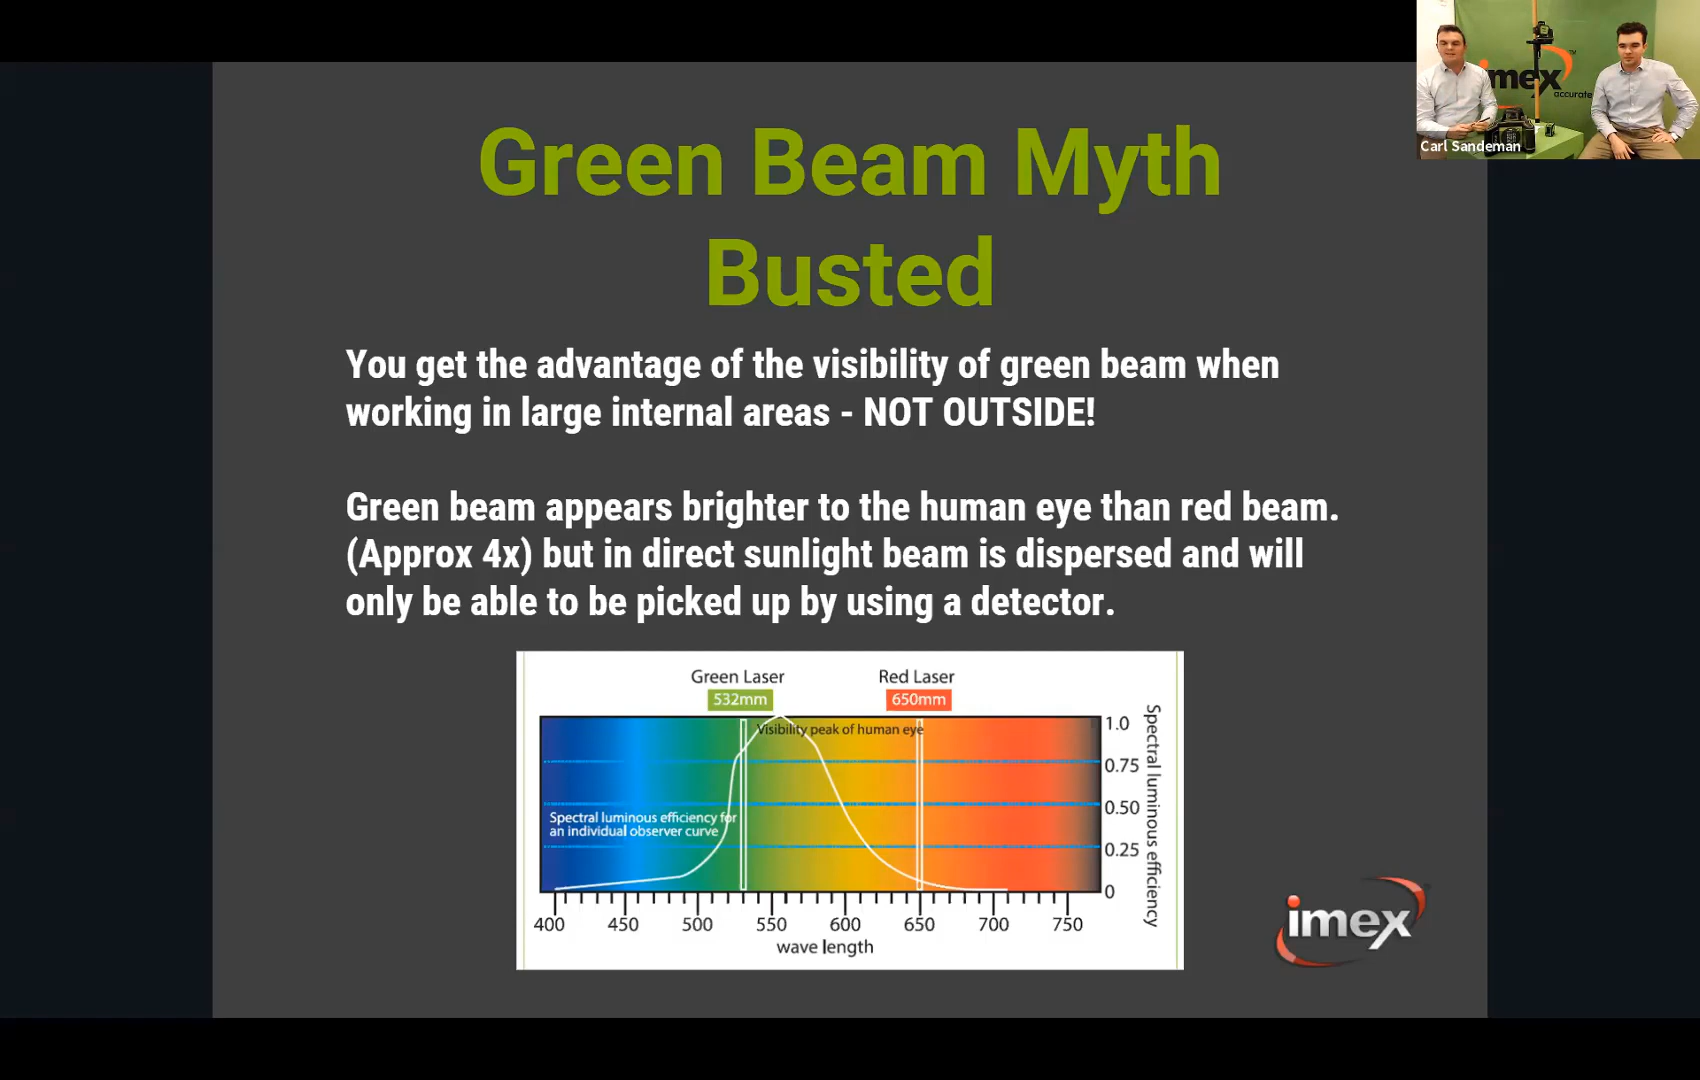 Green Beam Myth
Busted
You get the advantage of the visibility of green beam when
working in large internal areas - NOT OUTSIDE!
Green beam appears brighter to the human eye than red beam.
(Approx 4x) but in direct sunlight beam is dispersed and will
only be able to be picked up by using a detector.
Green Laser
532mm
Red Laser
650mm
Visibility peak of human eye
Spectral luminous efficiency for
an individual observer curve
1.0
0.75
0.50
0.25
0
Spectral luminous efficiency
400 450 500 550 600 650 700 750
wave length
imex
imex
TM
accurate
Carl Sandeman